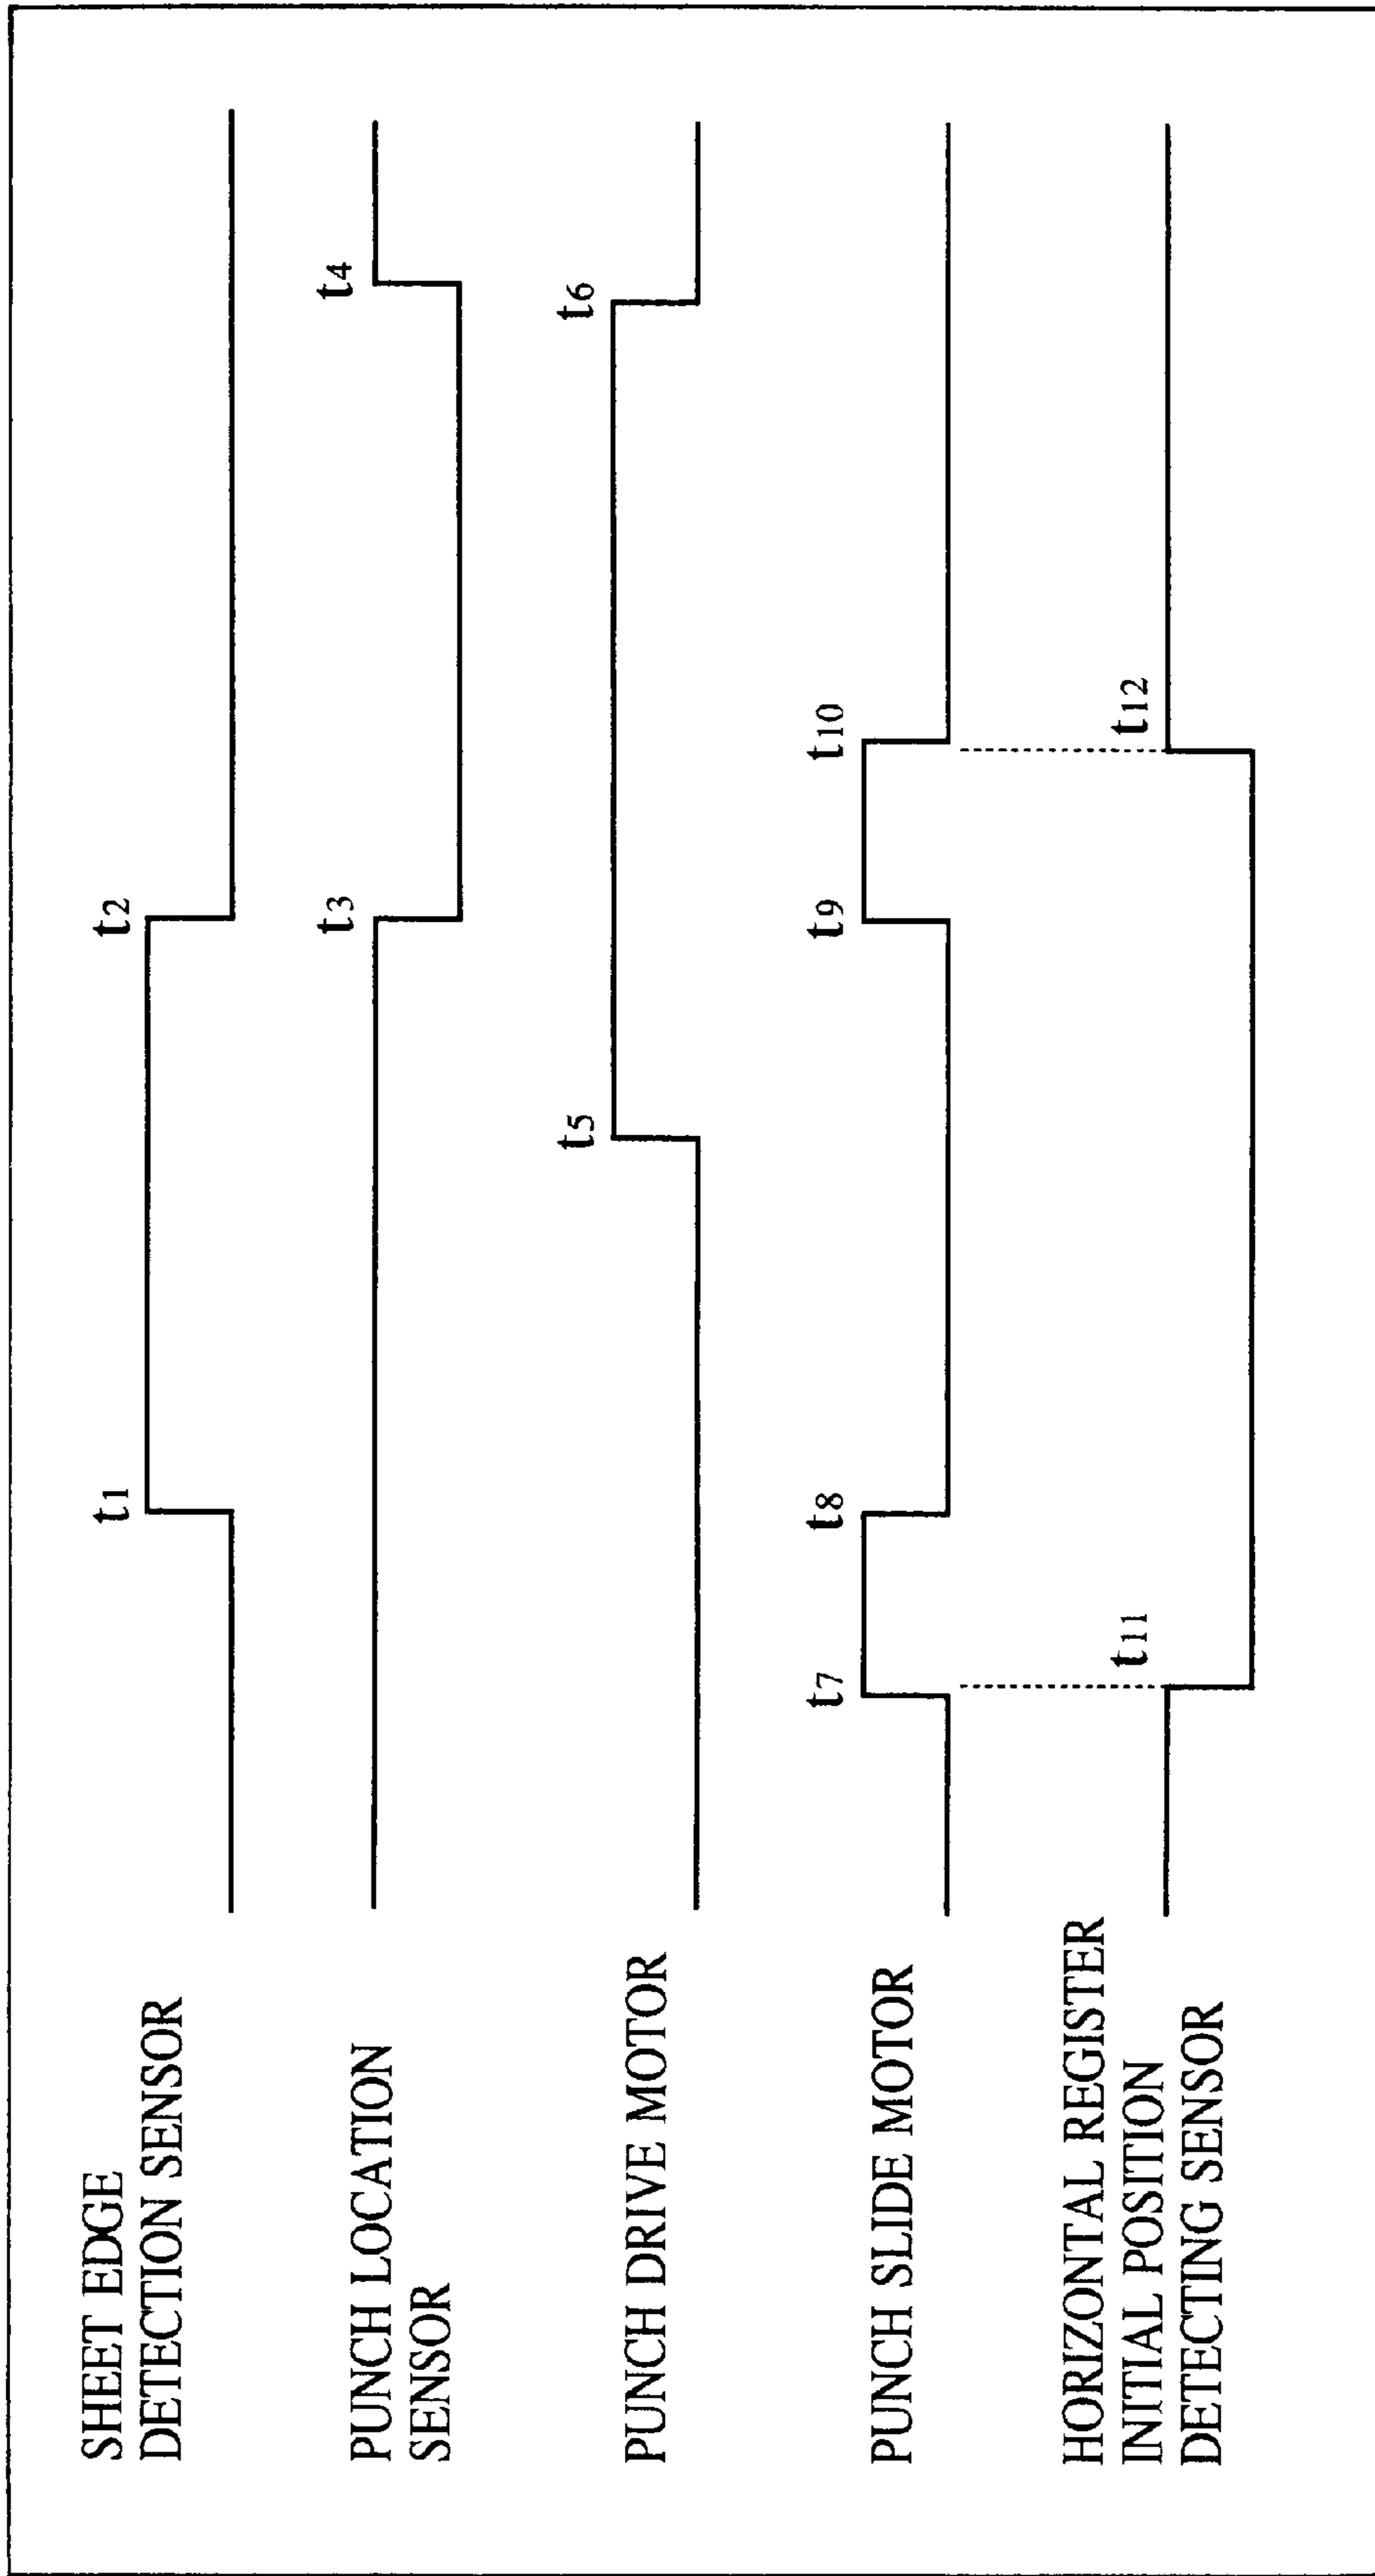 SHEET EDGE
DETECTION SENSOR
t1
t2
PUNCH LOCATION
SENSOR
t3
t4
PUNCH DRIVE MOTOR
t5
t6
PUNCH SLIDE MOTOR
t7
t8
t9
t10
HORIZONTAL REGISTER
INITIAL POSITION
DETECTING SENSOR
t11
t12